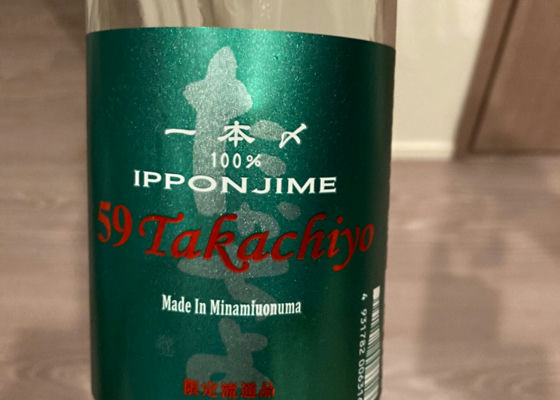 一本〆
100%
IPPONJIME
59 Takachiyo
Made In Minamiuonuma
限定流通品